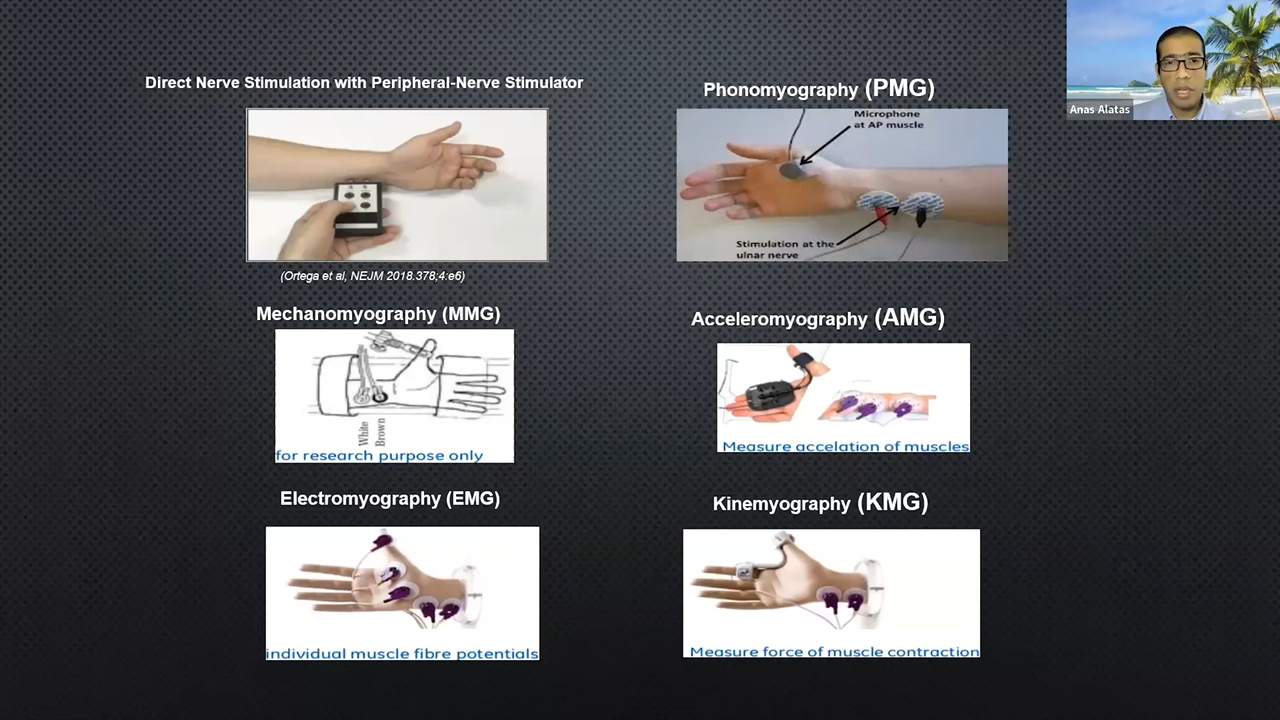 Direct Nerve Stimulation with Peripheral-Nerve Stimulator
(Ortega et al, NEJM 2018.378,4:e6)
Phonomyography (PMG)
Microphone
at AP muscle
Stimulation at the
ulnar nerve
Mechanomyography (MMG)
White
Brown
for research purpose only
Acceleromyography (AMG)
Measure accelation of muscles
Electromyography (EMG)
individual muscle fibre potentials
Kinemyography (KMG)
Measure force of muscle contraction
Anas Alatas